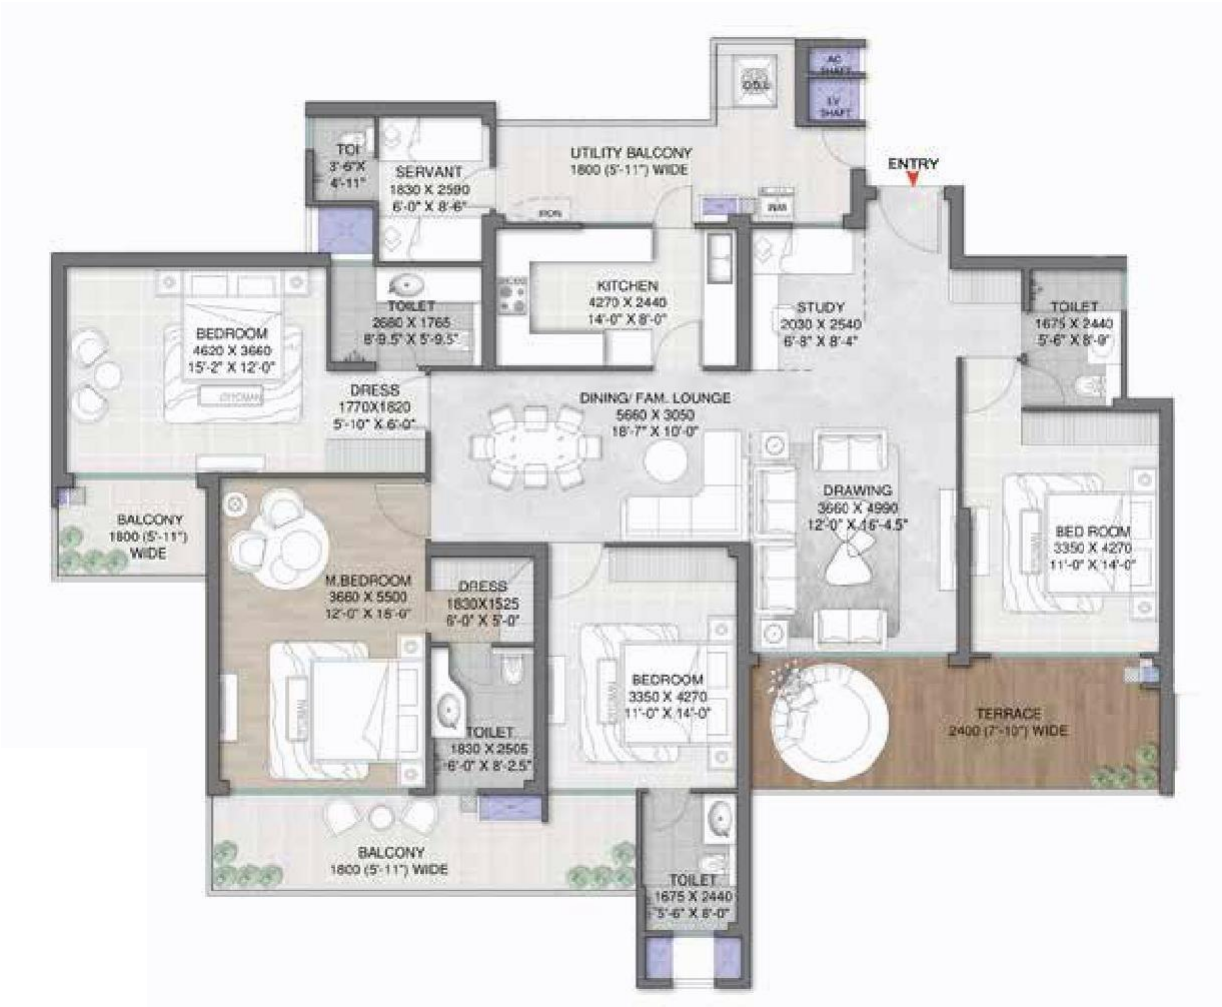 AC
SHAFT
LV
SHAFT
ENTRY
UTILITY BALCONY
1800 (5'-11") WIDE
TOI
3'-6"X
4'-11"
SERVANT
1830 X 2590
6'-0" X 8'-6"
IRON
W/M
KITCHEN
4270 X 2440
14'-0" X 8'-0"
STUDY
2030 X 2540
6'-8" X 8'-4"
TOILET
1675 X 2440
5'-6" X 8'-0"
TOILET
2680 X 1765
8'-9.5" X 5'-9.5"
BEDROOM
4620 X 3660
15'-2" X 12'-0"
OTTOMAN
DRESS
1770X1820
5'-10" X 6'-0"
DINING/ FAM. LOUNGE
5660 X 3050
18'-7" X 10'-0"
DRAWING
3660 X 4990
12'-0" X 16'-4.5"
BED ROOM
3350 X 4270
11'-0" X 14'-0"
BALCONY
1800 (5'-11")
WIDE
M.BEDROOM
3660 X 5500
12'-0" X 18'-0"
DRESS
1830X1525
6'-0" X 5'-0"
BEDROOM
3350 X 4270
11'-0" X 14'-0"
TOILET
1830 X 2505
6'-0" X 8'-2.5"
TERRACE
2400 (7'-10") WIDE
BALCONY
1800 (5'-11") WIDE
TOILET
1675 X 2440
5'-6" X 8'-0"